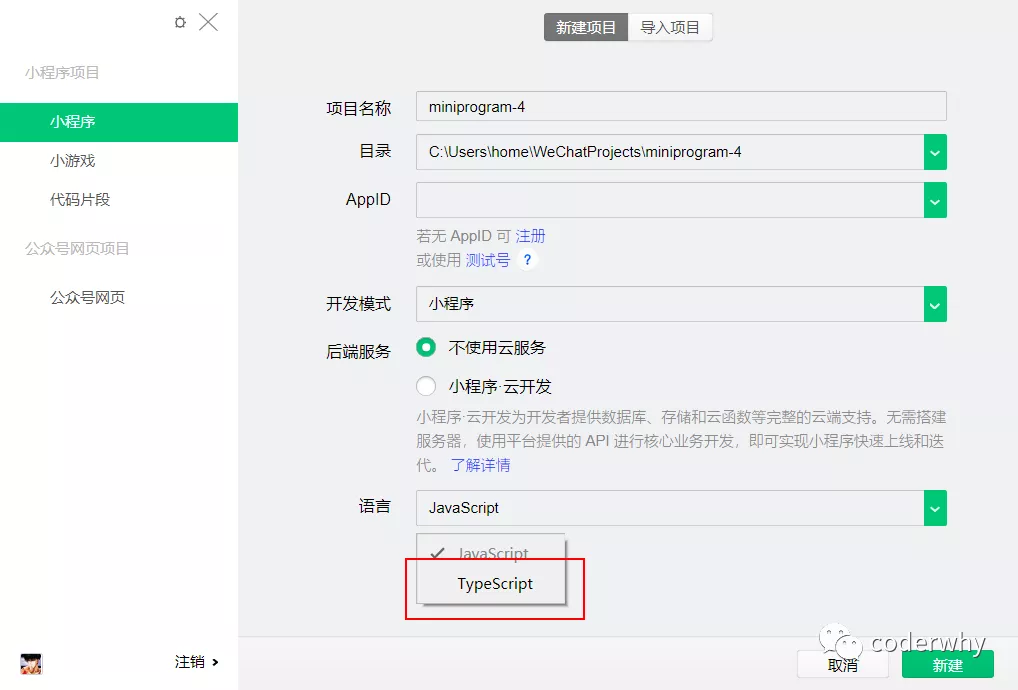 新建项目 导入项目
小程序项目
小程序
小游戏
代码片段
公众号网页项目
公众号网页
注销
项目名称 miniprogram-4
目录 C:\Users\home\WeChatProjects\miniprogram-4
AppID
若无 AppID 可 注册
或使用 测试号 ?
开发模式 小程序
后端服务 不使用云服务
小程序·云开发
小程序·云开发为开发者提供数据库、存储和云函数等完整的云端支持。无需搭建
服务器，使用平台提供的 API 进行核心业务开发，即可实现小程序快速上线和迭
代。 了解详情
语言 JavaScript
JavaScript
TypeScript
coderwhy
取消 新建